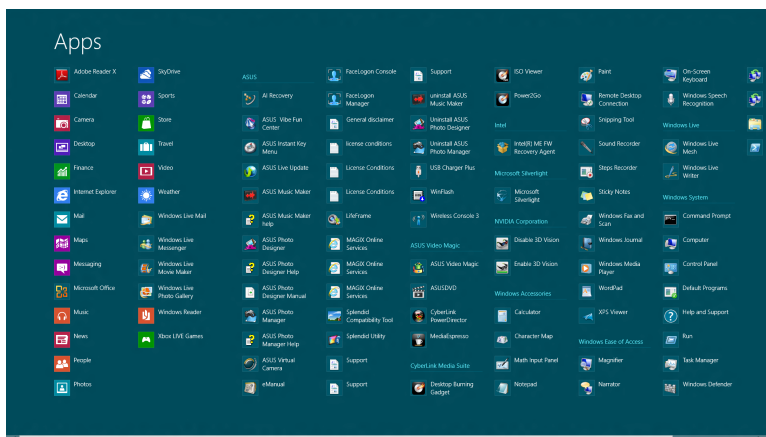 Apps
Adobe Reader X
Calendar
Camera
Desktop
Finance
Internet Explorer
Mail
Maps
Messaging
Microsoft Office
Music
News
People
Photos
SkyDrive
Sports
Store
Travel
Video
Weather
Windows Live Mail
Windows Live
Messenger
Windows Live
Movie Maker
Windows Live
Photo Gallery
Windows Reader
Xbox LIVE Games
ASUS
AI Recovery
ASUS Vibe Fun
Center
ASUS Instant Key
Menu
ASUS Live Update
ASUS Music Maker
ASUS Music Maker
help
ASUS Photo
Designer
ASUS Photo
Designer Help
ASUS Photo
Designer Manual
ASUS Photo
Manager
ASUS Photo
Manager Help
ASUS Virtual
Camera
eManual
FaceLogon Console
FaceLogon
Manager
General disclaimer
license conditions
License Conditions
License Conditions
LifeFrame
MAGIX Online
Services
MAGIX Online
Services
MAGIX Online
Services
Splendid
Compatibility Tool
Splendid Utility
Support
Support
Support
uninstall ASUS
Music Maker
Uninstall ASUS
Photo Designer
Uninstall ASUS
Photo Manager
USB Charger Plus
WinFlash
Wireless Console 3
ASUS Video Magic
ASUS Video Magic
ASUSDVD
CyberLink
PowerDirector
MediaEspresso
CyberLink Media Suite
Desktop Burning
Gadget
ISO Viewer
Power2Go
Intel
Intel(R) ME FW
Recovery Agent
Microsoft Silverlight
Microsoft
Silverlight
NVIDIA Corporation
Disable 3D Vision
Enable 3D Vision
Windows Accessories
Calculator
Character Map
Math Input Panel
Notepad
Paint
Remote Desktop
Connection
Snipping Tool
Sound Recorder
Steps Recorder
Sticky Notes
Windows Fax and
Scan
Windows Journal
Windows Media
Player
WordPad
XPS Viewer
Windows Ease of Access
Magnifier
Narrator
On-Screen
Keyboard
Windows Speech
Recognition
Windows Live
Windows Live
Mesh
Windows Live
Writer
Windows System
Command Prompt
Computer
Control Panel
Default Programs
Help and Support
Run
Task Manager
Windows Defender